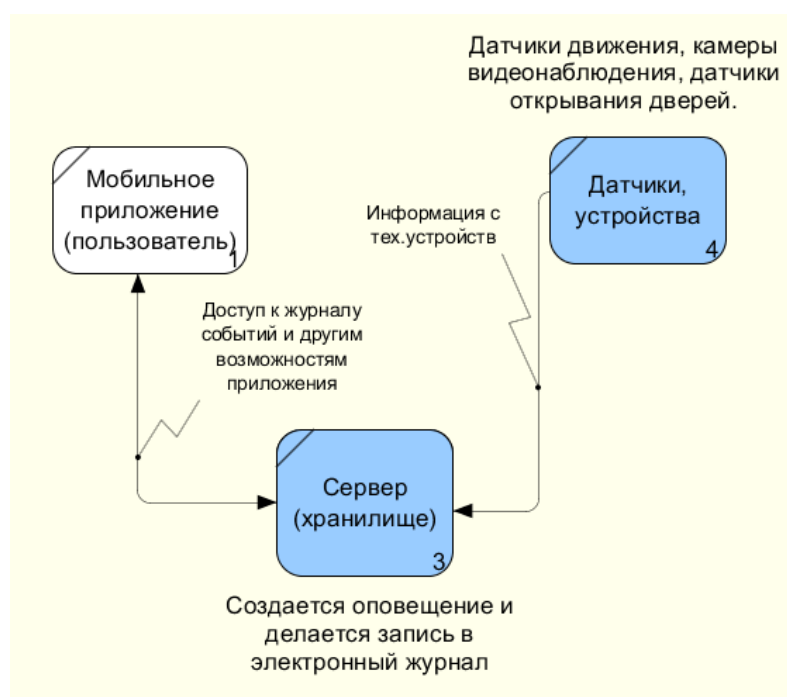 Датчики движения, камеры
видеонаблюдения, датчики
открывания дверей.
Мобильное
приложение
(пользователь)
1
Датчики,
устройства
4
Информация с
тех.устройств
Доступ к журналу
событий и другим
возможностям
приложения
Сервер
(хранилище)
3
Создается оповещение и
делается запись в
электронный журнал